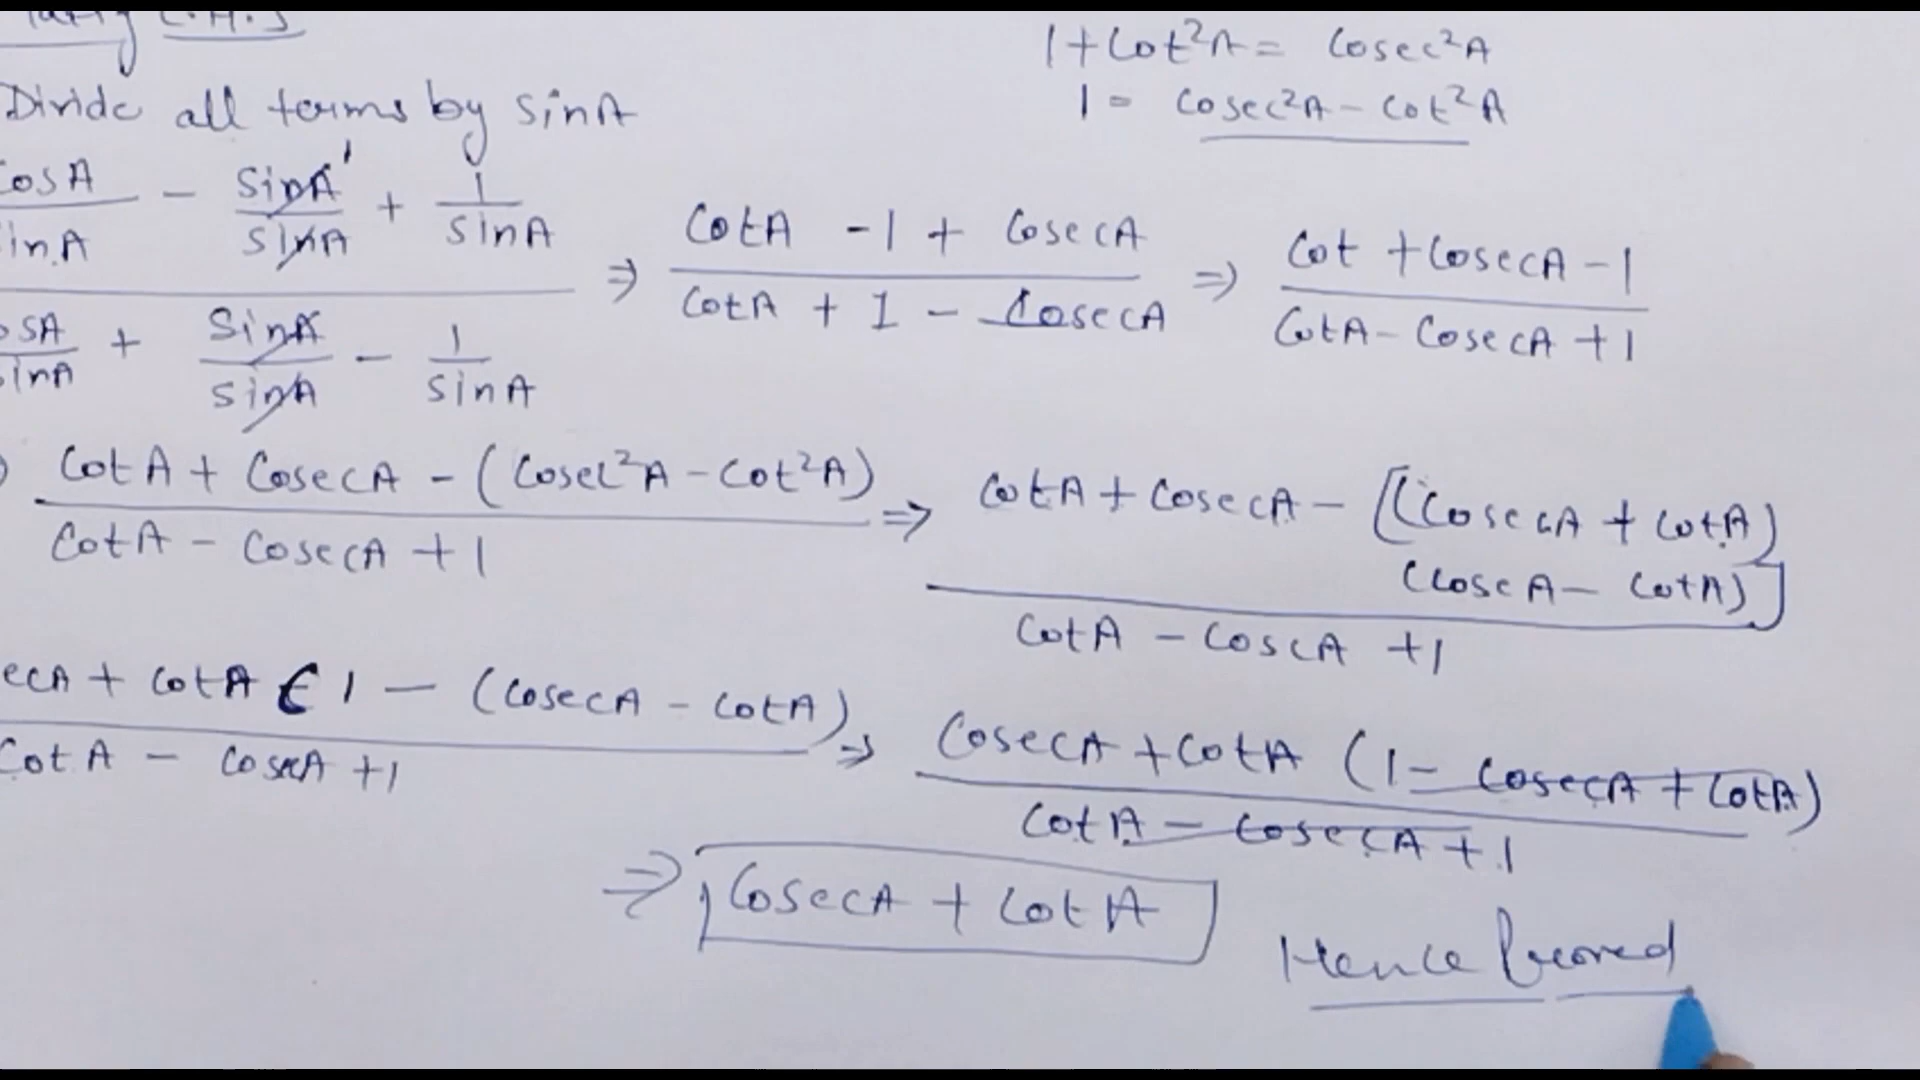 1+Cot²A = Cosec²A
Divide all terms by SinA
1 = Cosec²A - Cot²A
CosA/SinA - SinA/SinA 1 + 1/SinA
CosA/SinA + SinA/SinA - 1/SinA
⇒ CotA - 1 + CosecA / CotA + 1 - CosecA
⇒ Cot + CosecA - 1 / CotA - CosecA + 1
CotA + CosecA - (Cosec²A - Cot²A) / CotA - CosecA + 1
⇒ CotA + CosecA - [(CosecA + CotA)
(CosecA - CotA)] / CotA - CosecA + 1
ecA + CotA ( 1 - (CosecA - CotA) / CotA - CosecA + 1
⇒ CosecA + CotA (1 - CosecA + CotA) / CotA - CosecA + 1
⇒ CosecA + CotA
Hence Proved